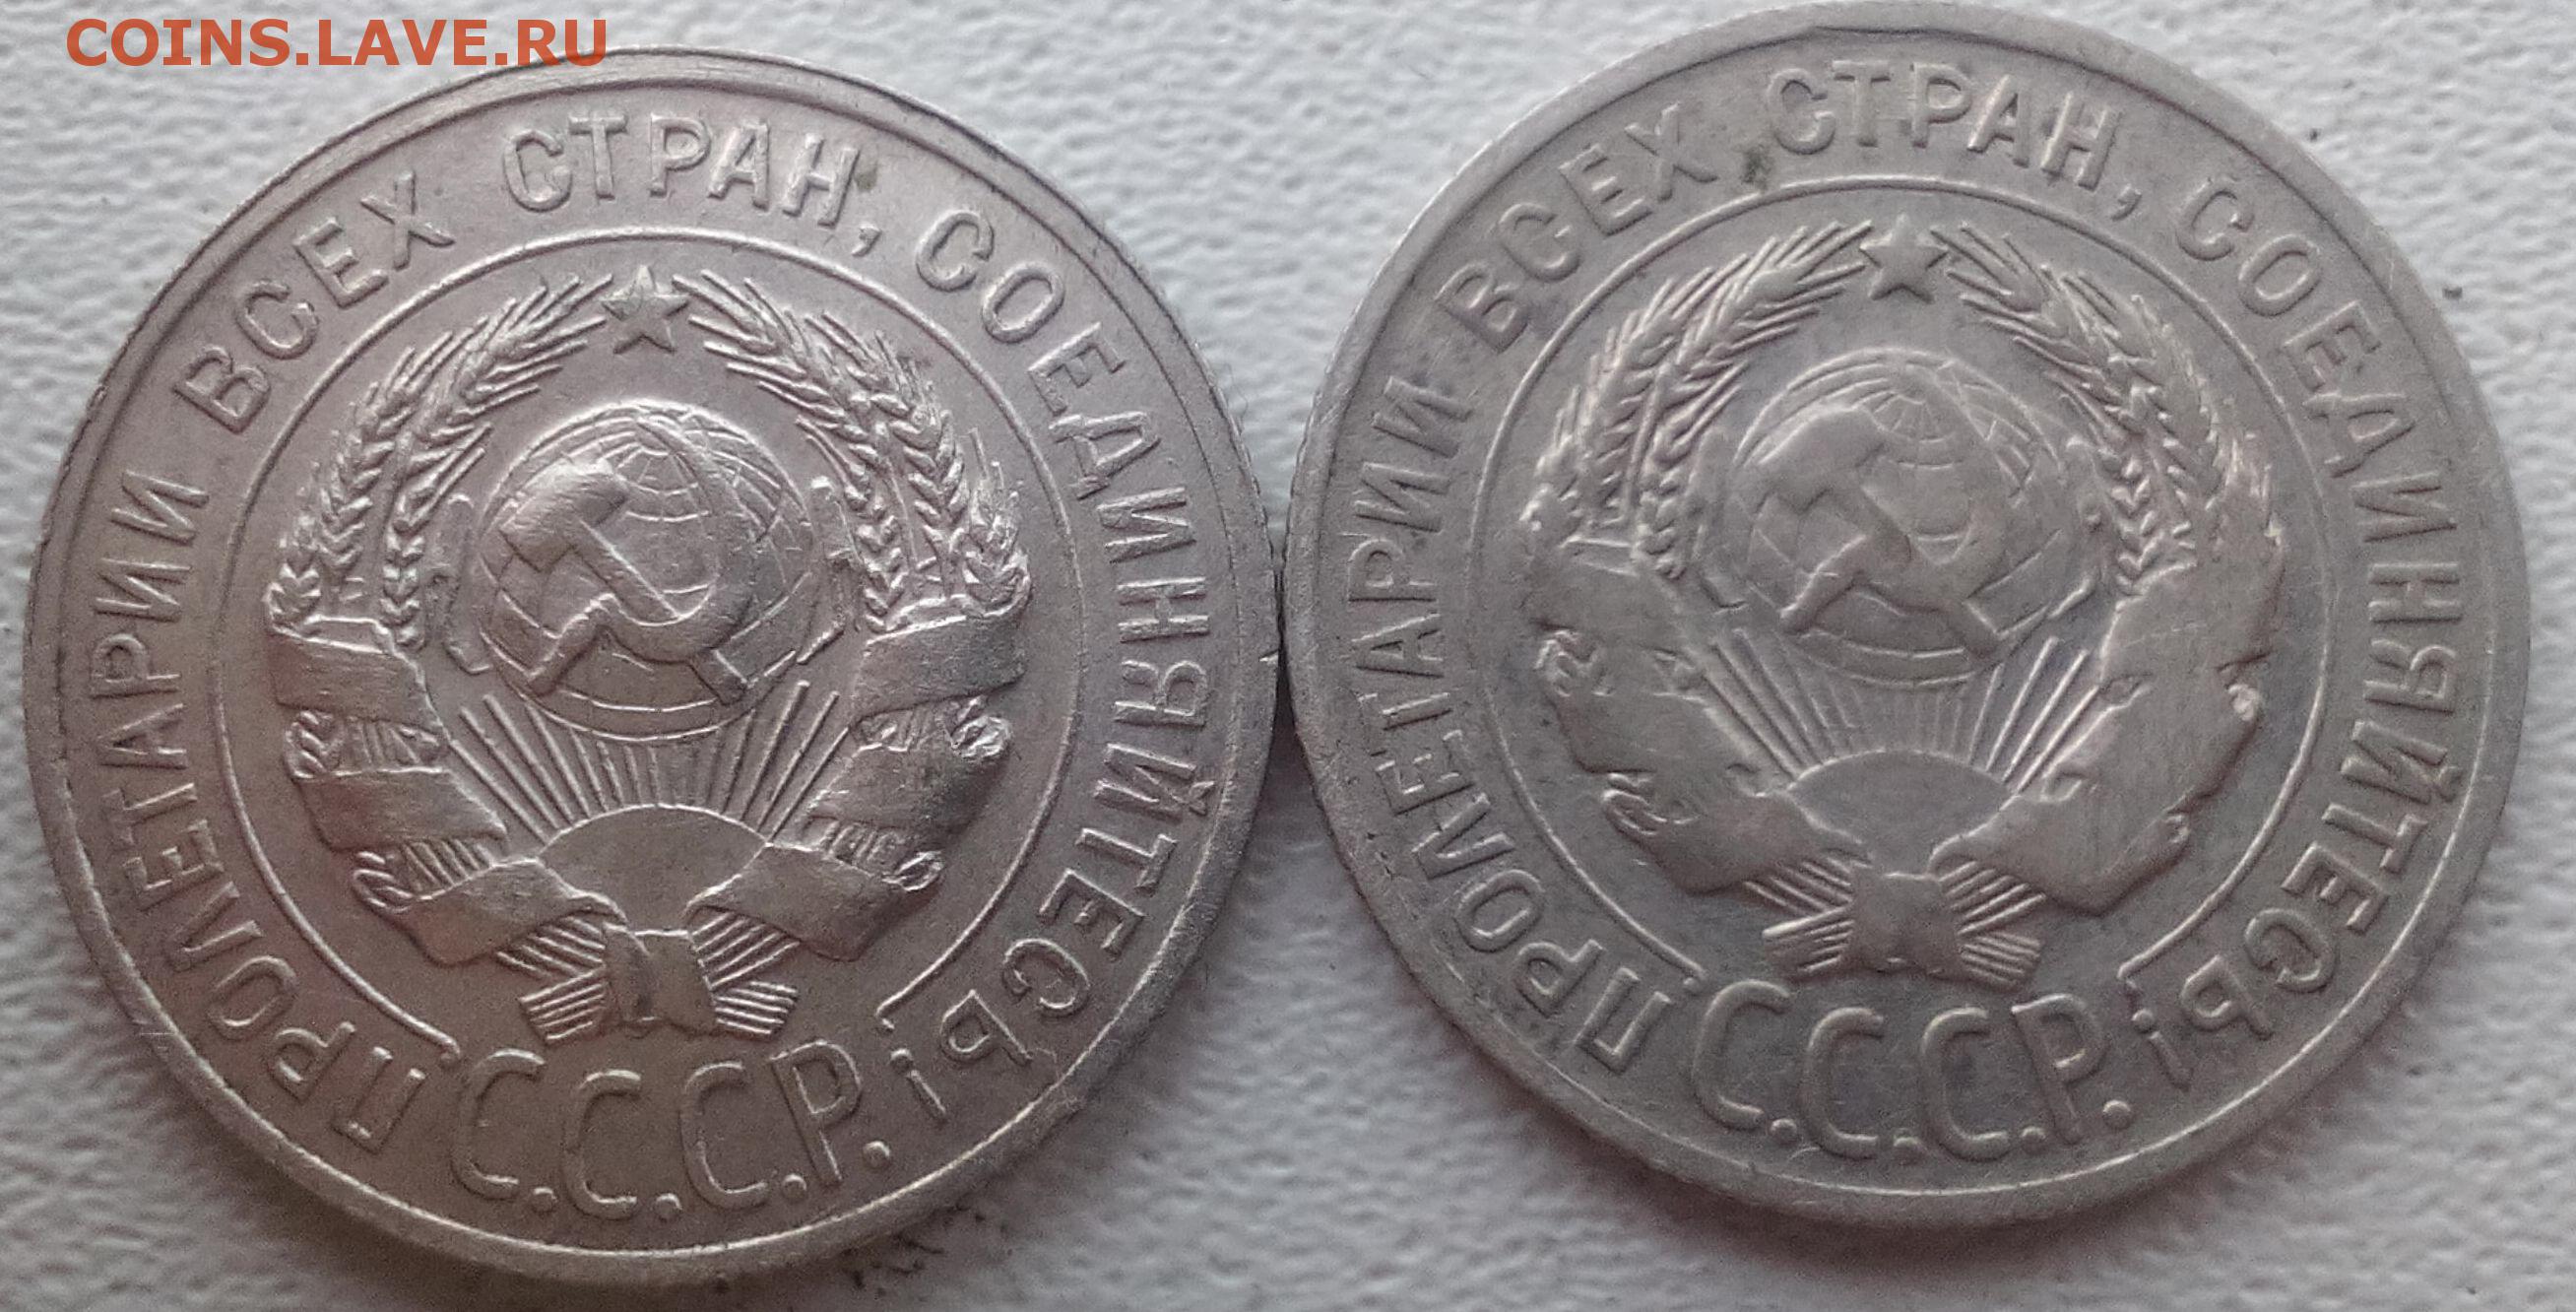 COINS.LAVE.RU
ПРОЛЕТАРИИ ВСЕХ СТРАН, СОЕДИНЯЙТЕСЬ!
С.С.С.Р.
ПРОЛЕТАРИИ ВСЕХ СТРАН, СОЕДИНЯЙТЕСЬ!
С.С.С.Р.